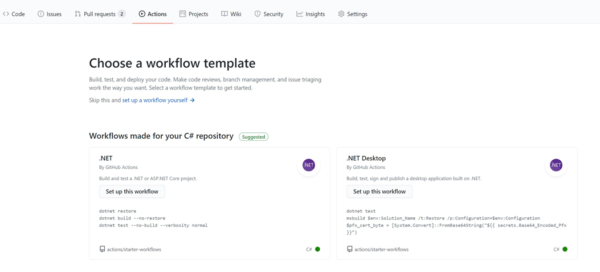 Code Issues Pull requests 2 Actions Projects Wiki Security Insights Settings
Choose a workflow template
Build, test, and deploy your code. Make code reviews, branch management, and issue triaging
work the way you want. Select a workflow template to get started.
Skip this and set up a workflow yourself →
Workflows made for your C# repository Suggested
.NET
By GitHub Actions
.NET
Build and test a .NET or ASP.NET Core project.
Set up this workflow
dotnet restore
dotnet build --no-restore
dotnet test --no-build --verbosity normal
actions/starter-workflows C#
.NET Desktop
By GitHub Actions
.NET
Build, test, sign and publish a desktop application built on .NET.
Set up this workflow
dotnet test
msbuild $env:Solution_Name /t:Restore /p:Configuration=$env:Configuration
$pfx_cert_byte = [System.Convert]::FromBase64String("${{ secrets.Base64_Encoded_Pfx
}}")
actions/starter-workflows C#